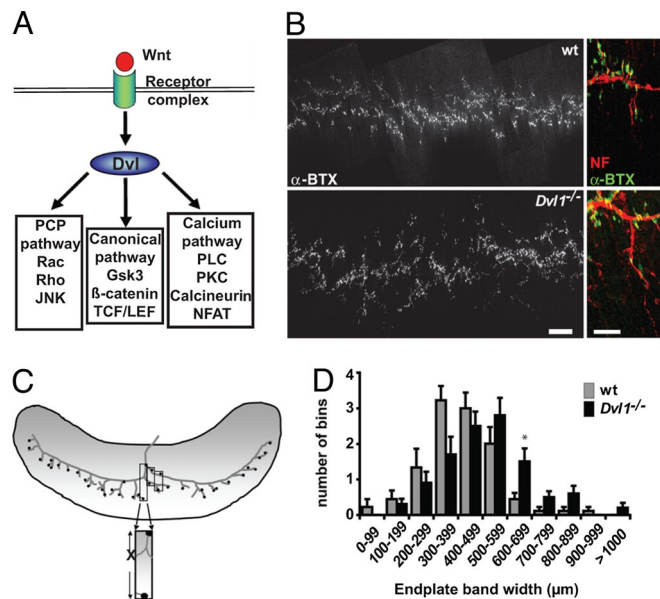 A
Wnt
Receptor
complex
Dvl
PCP
pathway
Rac
Rho
JNK
Canonical
pathway
Gsk3
ß-catenin
TCF/LEF
Calcium
pathway
PLC
PKC
Calcineurin
NFAT
B
wt
α-BTX
Dvl1-/-
NF
α-BTX
C
X
D
number of bins
4
3
2
1
0
wt
Dvl1-/-
*
0-99
100-199
200-299
300-399
400-499
500-599
600-699
700-799
800-899
900-999
>1000
Endplate band width (µm)